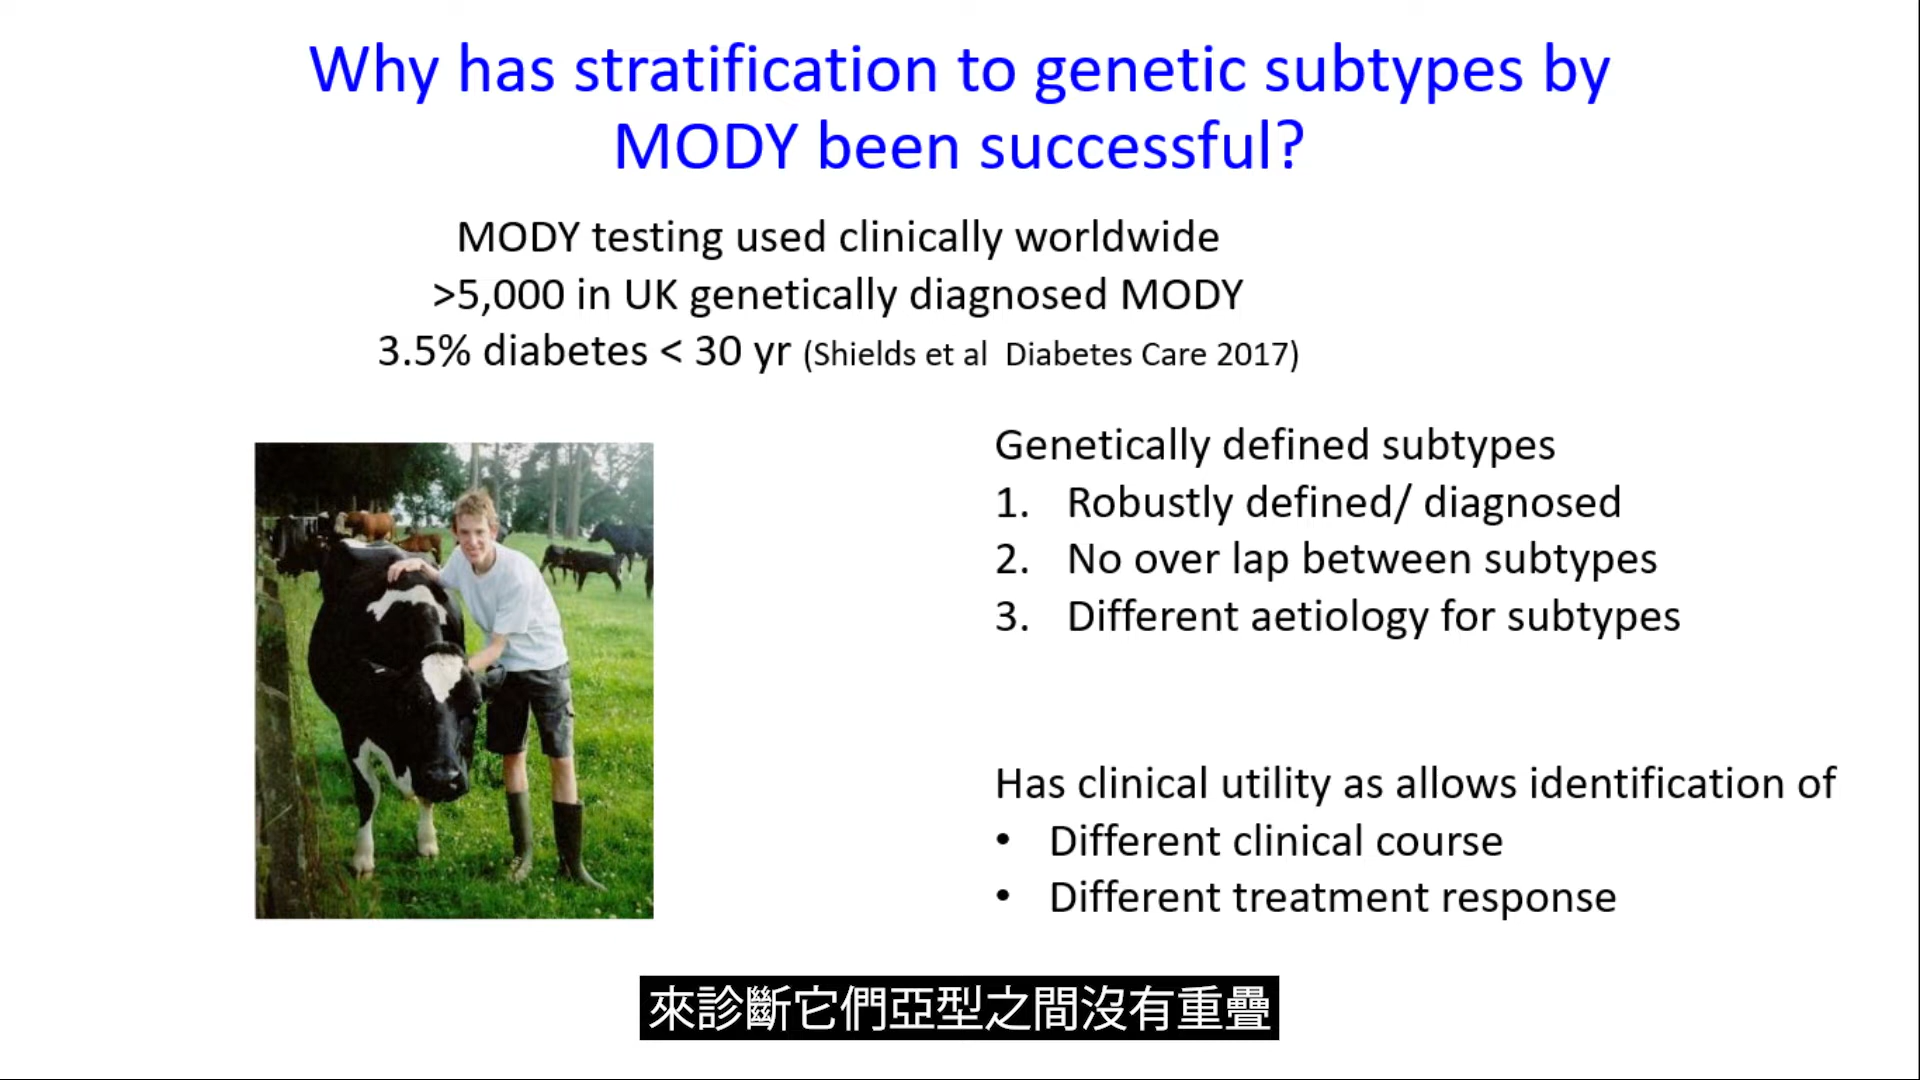 Why has stratification to genetic subtypes by
MODY been successful?
MODY testing used clinically worldwide
>5,000 in UK genetically diagnosed MODY
3.5% diabetes < 30 yr (Shields et al Diabetes Care 2017)
Genetically defined subtypes
1. Robustly defined/ diagnosed
2. No over lap between subtypes
3. Different aetiology for subtypes
Has clinical utility as allows identification of
• Different clinical course
• Different treatment response
來診斷它們亞型之間沒有重疊